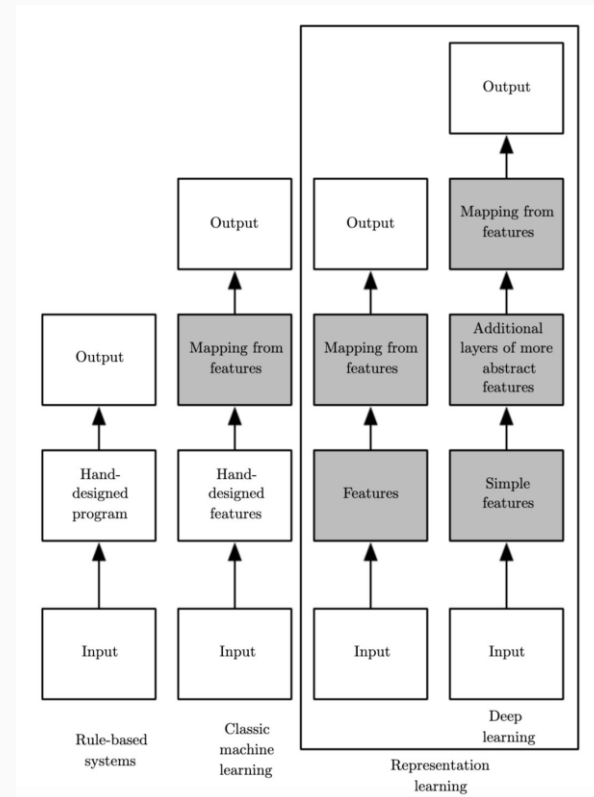 Output
Output
Output
Mapping from
features
Output
Mapping from
features
Mapping from
features
Additional
layers of more
abstract
features
Hand-
designed
program
Hand-
designed
features
Features
Simple
features
Input
Input
Input
Input
Rule-based
systems
Classic
machine
learning
Deep
learning
Representation
learning